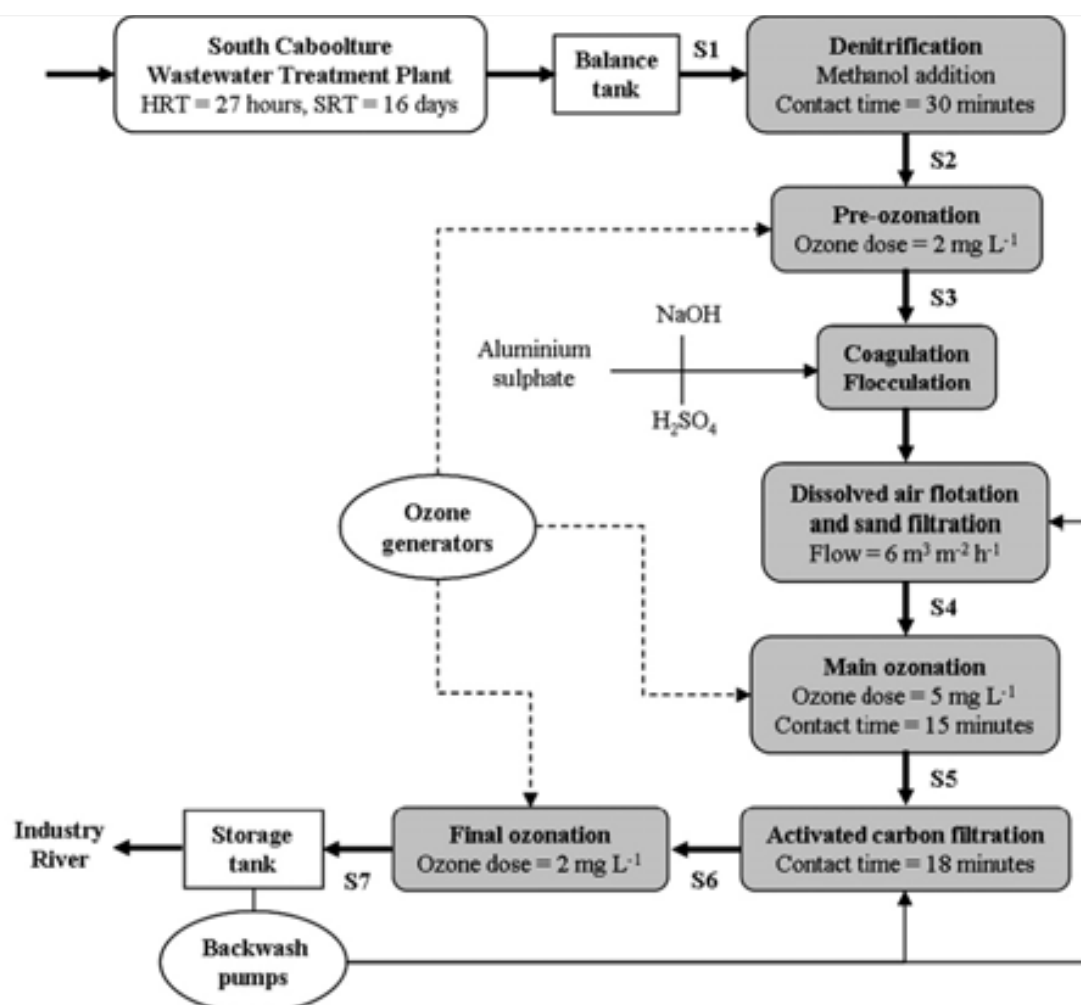 South Caboolture
Wastewater Treatment Plant
HRT = 27 hours, SRT = 16 days
Balance
tank
S1
Denitrification
Methanol addition
Contact time = 30 minutes
S2
Pre-ozonation
Ozone dose = 2 mg L⁻¹
S3
NaOH
Aluminium
sulphate
H₂SO₄
Coagulation
Flocculation
Ozone
generators
Dissolved air flotation
and sand filtration
Flow = 6 m³ m⁻² h⁻¹
S4
Main ozonation
Ozone dose = 5 mg L⁻¹
Contact time = 15 minutes
S5
Industry
River
Storage
tank
S7
Final ozonation
Ozone dose = 2 mg L⁻¹
S6
Activated carbon filtration
Contact time = 18 minutes
Backwash
pumps